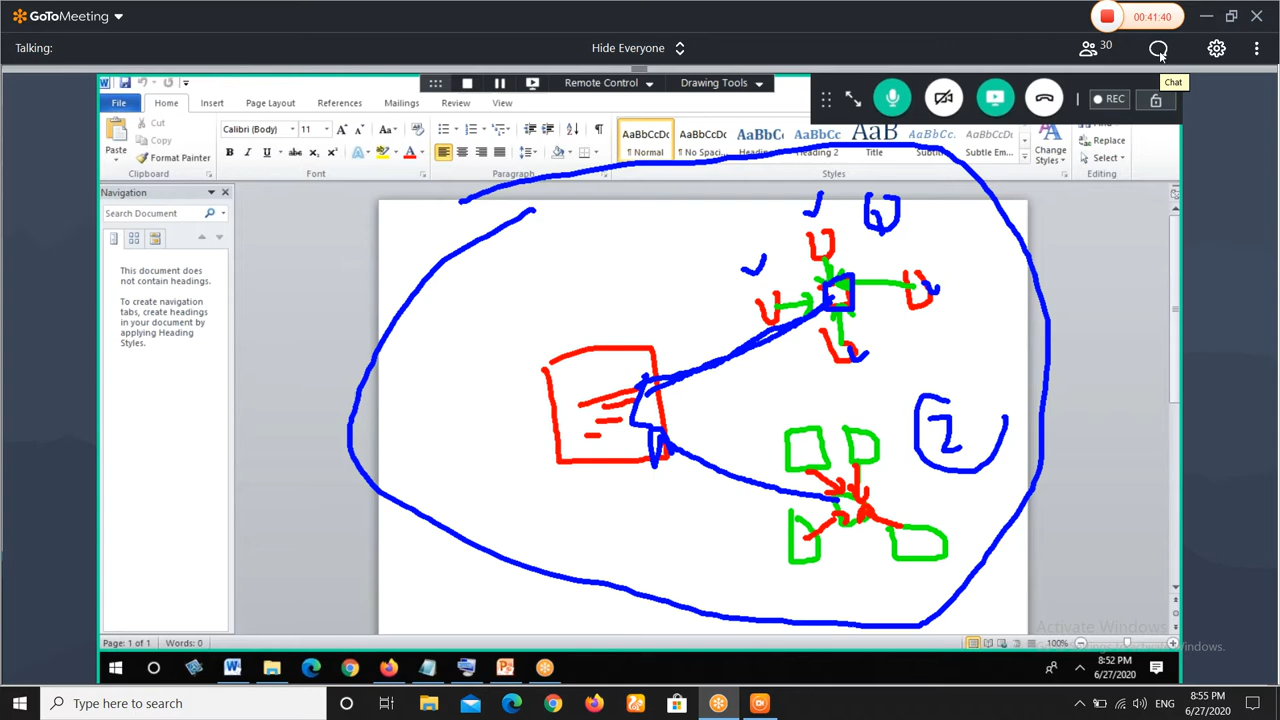 GoToMeeting
00:41:40
Talking:
Hide Everyone
30
Chat
Remote Control
Drawing Tools
REC
File
Home
Insert
Page Layout
References
Mailings
Review
View
Paste
Cut
Copy
Format Painter
Clipboard
Calibri (Body)
11
Font
Paragraph
AaBbCcDc
¶ Normal
AaBbCcDc
¶ No Spaci...
AaBbC
Heading
AaBbCc
Heading 2
AaB
Title
AaBbCc.
Subtitl
AaBbCcDc
Subtle Em...
Styles
Change
Styles
Replace
Select
Editing
Navigation
Search Document
This document does
not contain headings.
To create navigation
tabs, create headings
in your document by
applying Heading
Styles.
2
Activate Windows
Windows.
Page: 1 of 1
Words: 0
100%
8:52 PM
6/27/2020
Type here to search
ENG
8:55 PM
6/27/2020